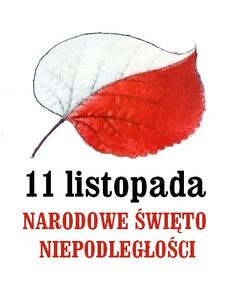 11 listopada
NARODOWE ŚWIĘTO
NIEPODLEGŁOŚCI